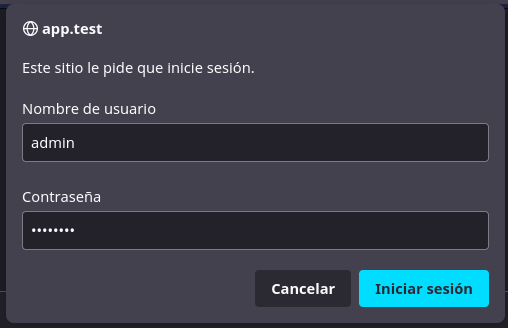 app.test
Este sitio le pide que inicie sesión.
Nombre de usuario
admin
Contraseña
••••••••
Cancelar
Iniciar sesión